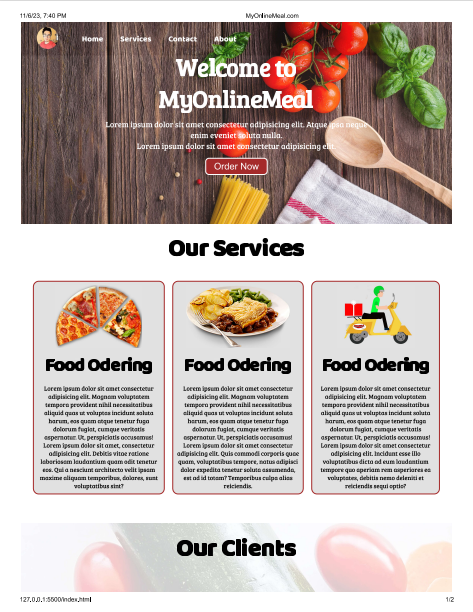 11/6/23, 7:40 PM
MyOnlineMeal.com
Home Services Contact About
Welcome to
MyOnlineMeal
Lorem ipsum dolor sit amet consectetur adipisicing elit. Atque ipsa neque
enim eveniet soluta nulla.
Lorem ipsum dolor sit amet consectetur adipisicing elit.
Order Now
Our Services
Food Odering
Lorem ipsum dolor sit amet consectetur
adipisicing elit. Magnam voluptatem
tempora provident nihil necessitatibus
aliquid quas ut voluptas incidunt soluta
harum, eos quam atque tenetur
dolorum fugiat, cumque veritatis
aspernatur. Ut, perspiciatis accusamus!
Lorem ipsum dolor sit amet, consectetur
adipisicing elit. Debitis vitae ratione
laboriosam laudantium quam odit tenetur
eos. Qui a nesciunt architecto velit ipsum
maxime aliquam temporibus, dolores, sunt
voluptatibus sint?
Food Odering
Lorem ipsum dolor sit amet consectetur
adipisicing elit. Magnam voluptatem
tempora provident nihil necessitatibus
aliquid quas ut voluptas incidunt soluta
harum, eos quam atque tenetur
dolorum fugiat, cumque veritatis
aspernatur. Ut, perspiciatis accusamus!
Lorem ipsum dolor sit amet consectetur
adipisicing elit. Quis commodi corporis quae
quam, voluptatum tempore, natus adipisci
dolor expedita tenetur soluta deserunt,
est ad id totam? Temporibus culpa alias
reiciendis.
Food Odering
Lorem ipsum dolor sit amet consectetur
adipisicing elit. Magnam voluptatem
tempora provident nihil necessitatibus
aliquid quas ut voluptas incidunt soluta
harum, eos quam atque tenetur
dolorum fugiat, cumque veritatis
aspernatur. Ut, perspiciatis accusamus!
Lorem ipsum dolor sit amet consectetur
adipisicing elit. Incidunt esse illo
voluptatibus dicta ad eum laudantium
tempore quo aperiam rem asperiores ea
voluptates, debitis nemo deleniti et
reiciendis sequi optio?
Our Clients
127.0.0.1:5500/index.html
1/2